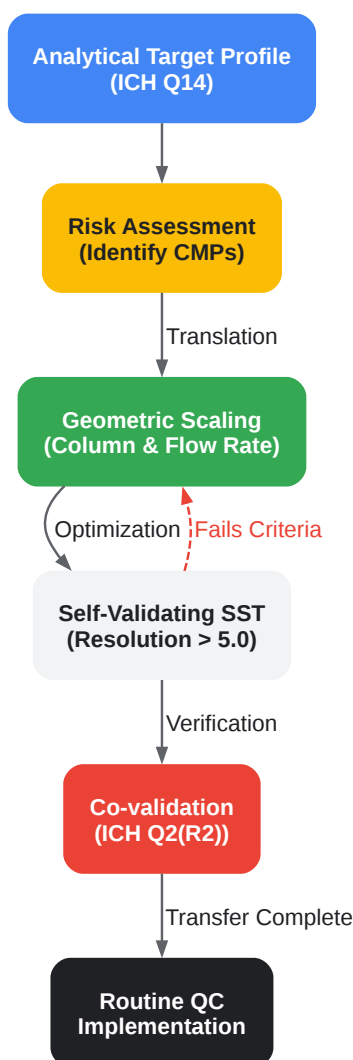 Analytical Target Profile
(ICH Q14)
Risk Assessment
(Identify CMPs)
Translation
Geometric Scaling
(Column & Flow Rate)
Optimization
Fails Criteria
Self-Validating SST
(Resolution > 5.0)
Verification
Co-validation
(ICH Q2(R2))
Transfer Complete
Routine QC
Implementation